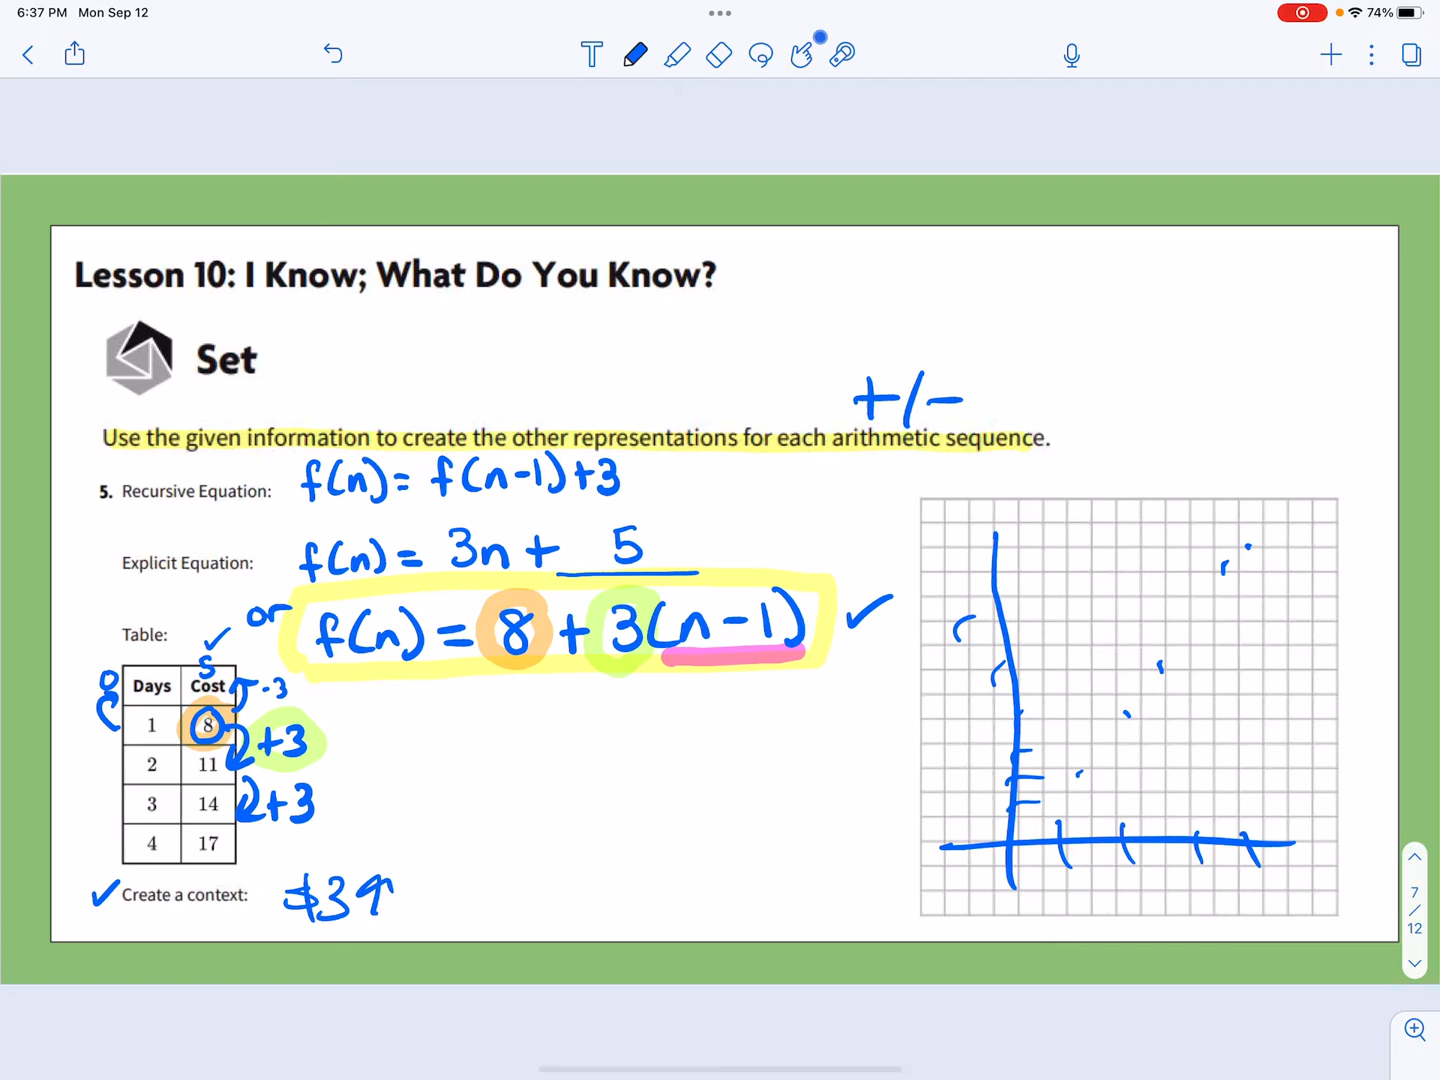 6:37 PM Mon Sep 12
74%
Lesson 10: I Know; What Do You Know?
Set
+/-
Use the given information to create the other representations for each arithmetic sequence.
5. Recursive Equation: f(n) = f(n-1)+3
Explicit Equation: f(n) = 3n + 5
or f(n) = 8 + 3(n-1)
Table:
0 5
Days Cost -3
1 8
+3
2 11
3 14 +3
4 17
Create a context: $3↑
7
/
12